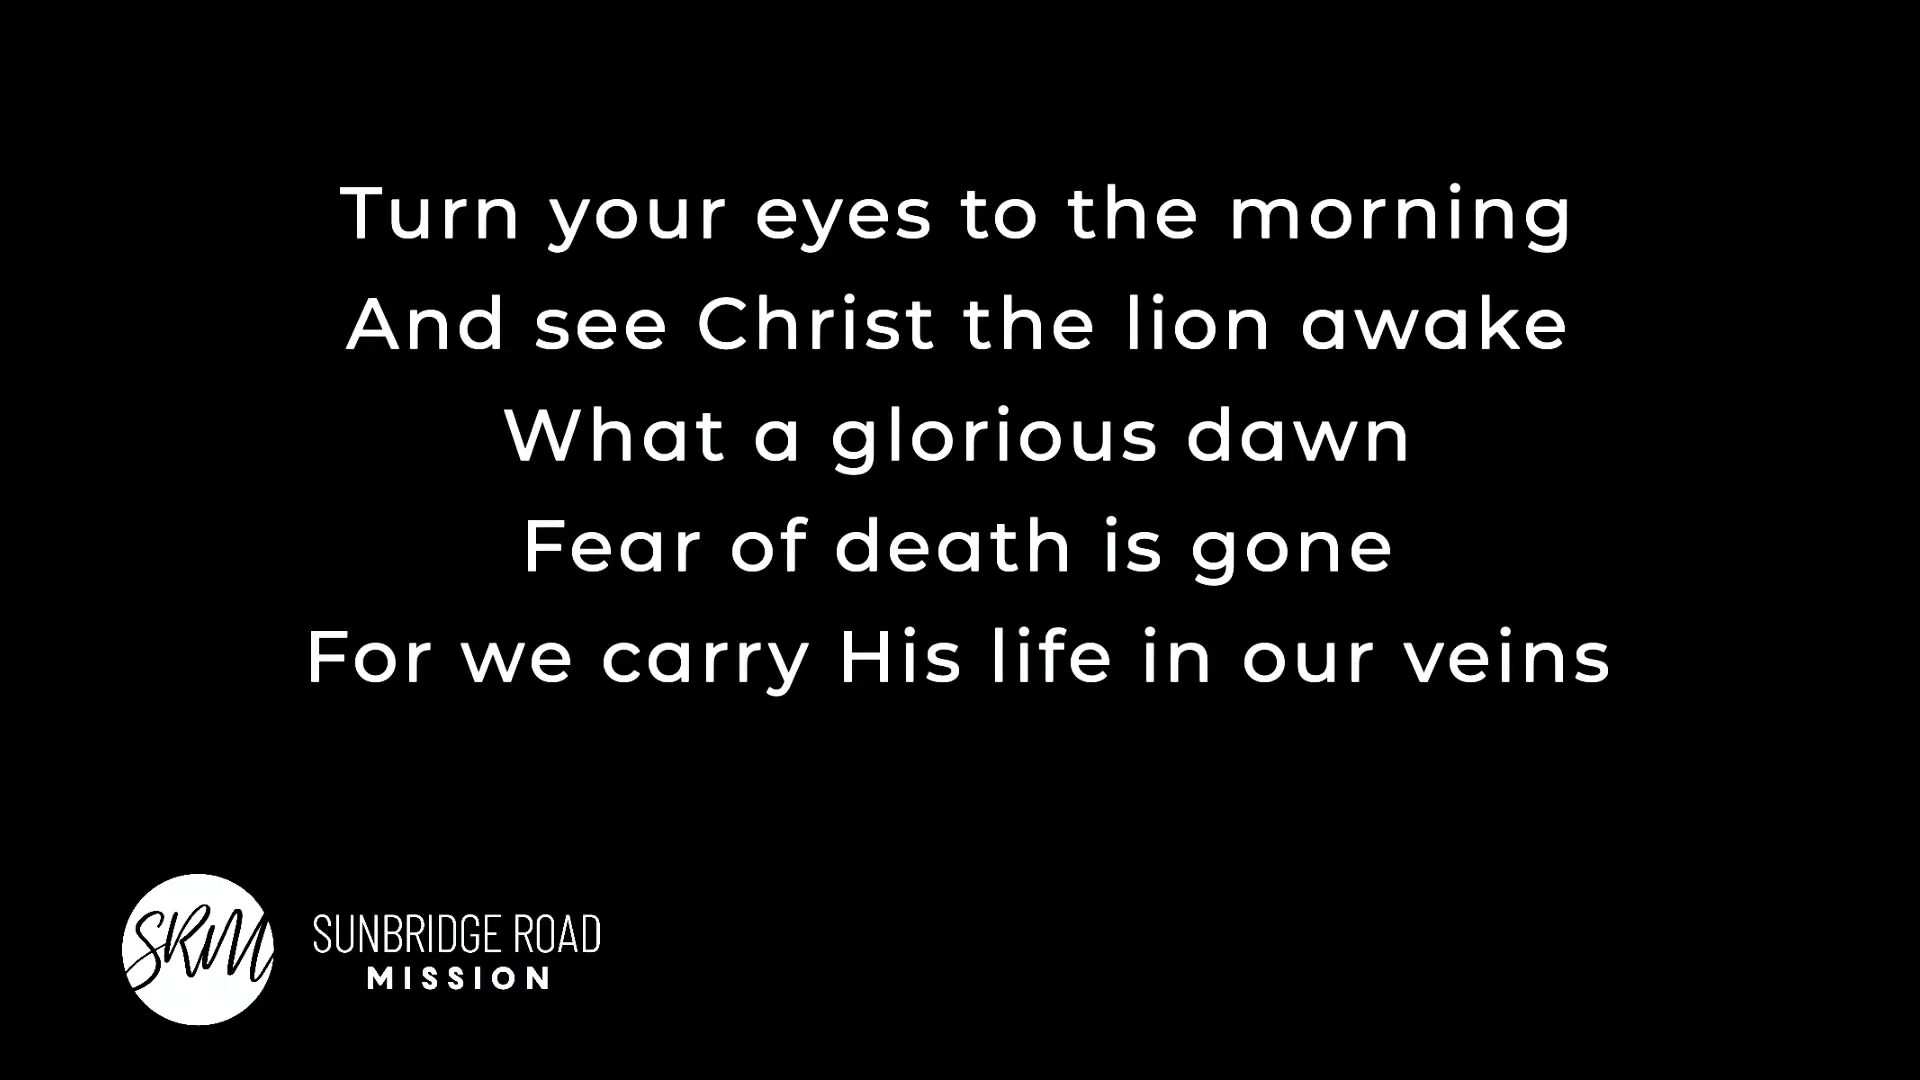 Turn your eyes to the morning
And see Christ the lion awake
What a glorious dawn
Fear of death is gone
For we carry His life in our veins
SRM
SUNBRIDGE ROAD
MISSION